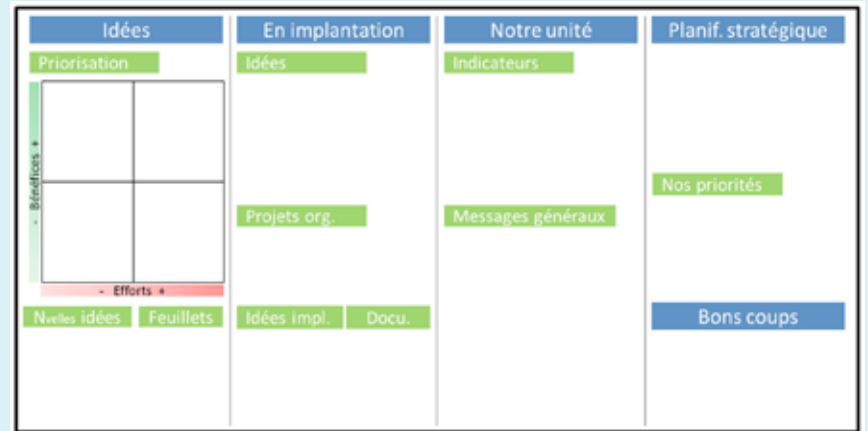 Idées
Priorisation
- Bénéfices +
- Efforts +
Nvelles idées
Feuillets
En implantation
Idées
Projets org.
Idées impl.
Docu.
Notre unité
Indicateurs
Messages généraux
Planif. stratégique
Nos priorités
Bons coups